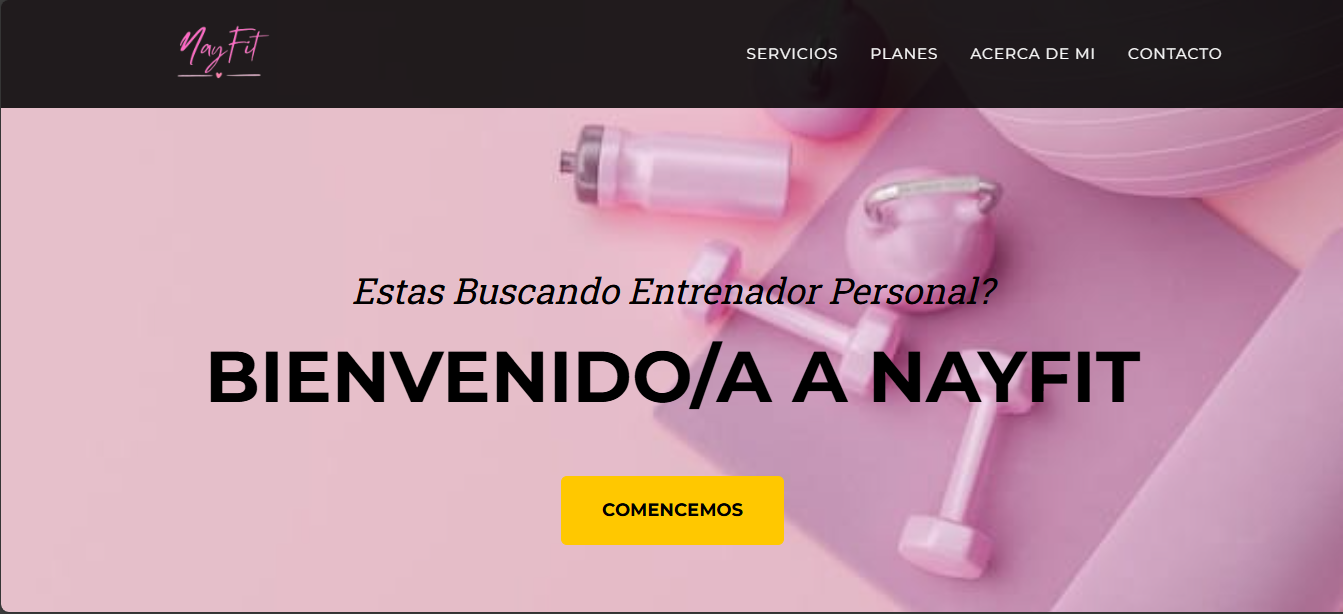 NayFit
SERVICIOS
PLANES
ACERCA DE MI
CONTACTO
Estas Buscando Entrenador Personal?
BIENVENIDO/A A NAYFIT
COMENCEMOS